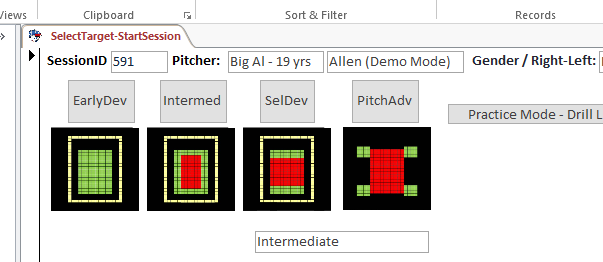 Views Clipboard Sort & Filter Records
SelectTarget-StartSession
SessionID 591 Pitcher: Big Al - 19 yrs Allen (Demo Mode) Gender / Right-Left:
EarlyDev Intermed SelDev PitchAdv
Practice Mode - Drill L
Intermediate